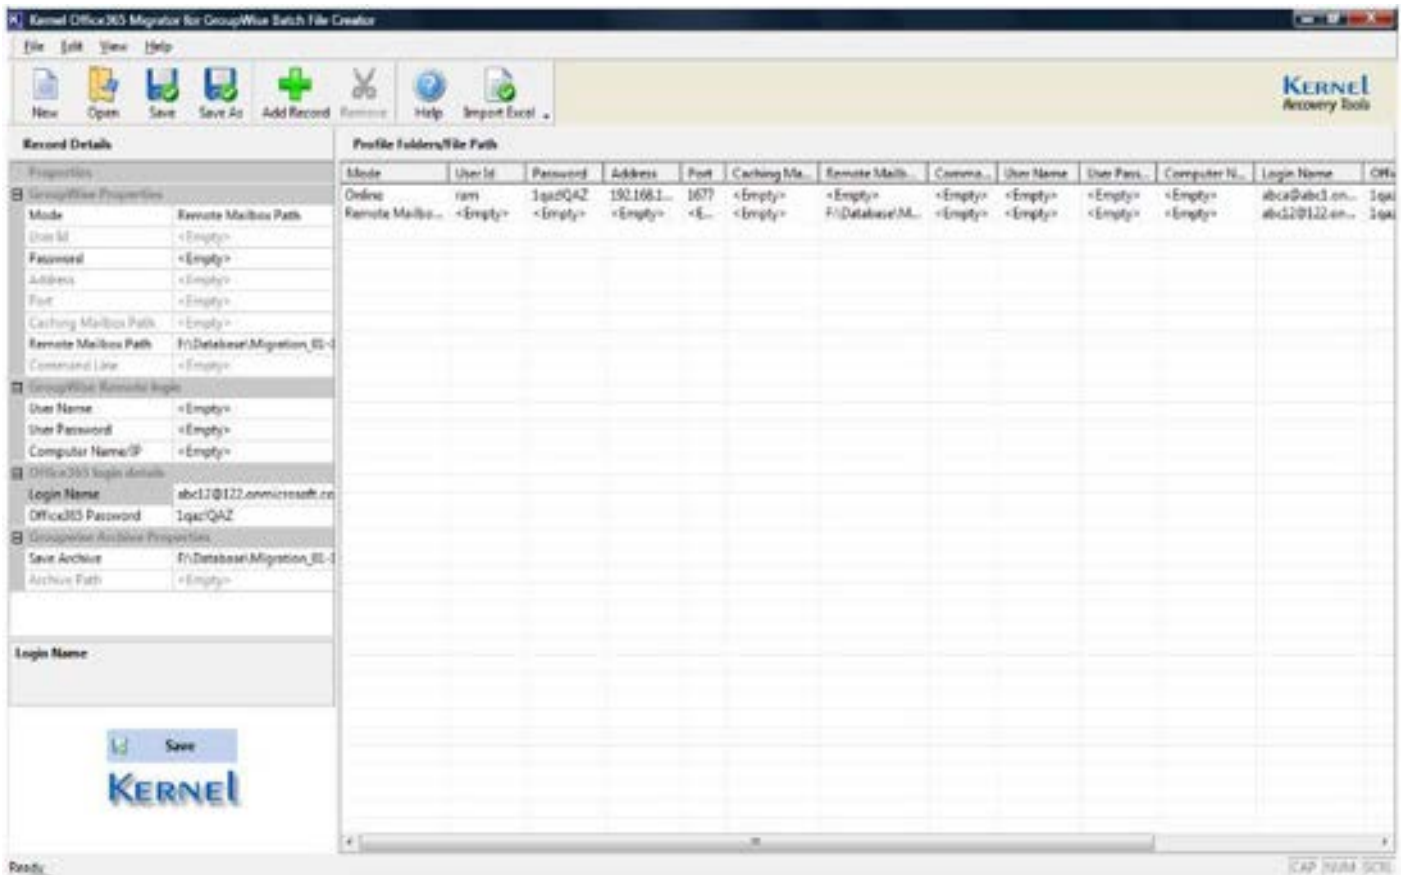 Kernel Office365 Migrator for GroupWise Batch File Creator
File Edit View Help
New Open Save Save As Add Record Remove Help Import Excel
KERNEL
Recovery Tools
Record Details
Profile Folders/File Path
Properties
Mode User Id Password Address Port Caching Ma... Remote Mailb... Comma... User Name User Pass... Computer N... Login Name
Online ram 1qaz!QAZ 192.168.1... 1677 <Empty> <Empty> <Empty> <Empty> <Empty> <Empty> abca@abc1.on...
Remote Mailbo... <Empty> <Empty> <Empty> <E... <Empty> F:\Database\M... <Empty> <Empty> <Empty> <Empty> abc12@122.on...
GroupWise Properties
Mode Remote Mailbox Path
User Id <Empty>
Password <Empty>
Address <Empty>
Port <Empty>
Caching Mailbox Path <Empty>
Remote Mailbox Path F:\Database\Migration_01-
Command Line <Empty>
GroupWise Remote login
User Name <Empty>
User Password <Empty>
Computer Name/IP <Empty>
Office365 login details
Login Name abc12@122.onmicrosoft.co
Office365 Password 1qaz!QAZ
Groupwise Archive Properties
Save Archive F:\Database\Migration_01-
Archive Path <Empty>
Login Name
Save
KERNEL
Ready
CAP NUM SCRL